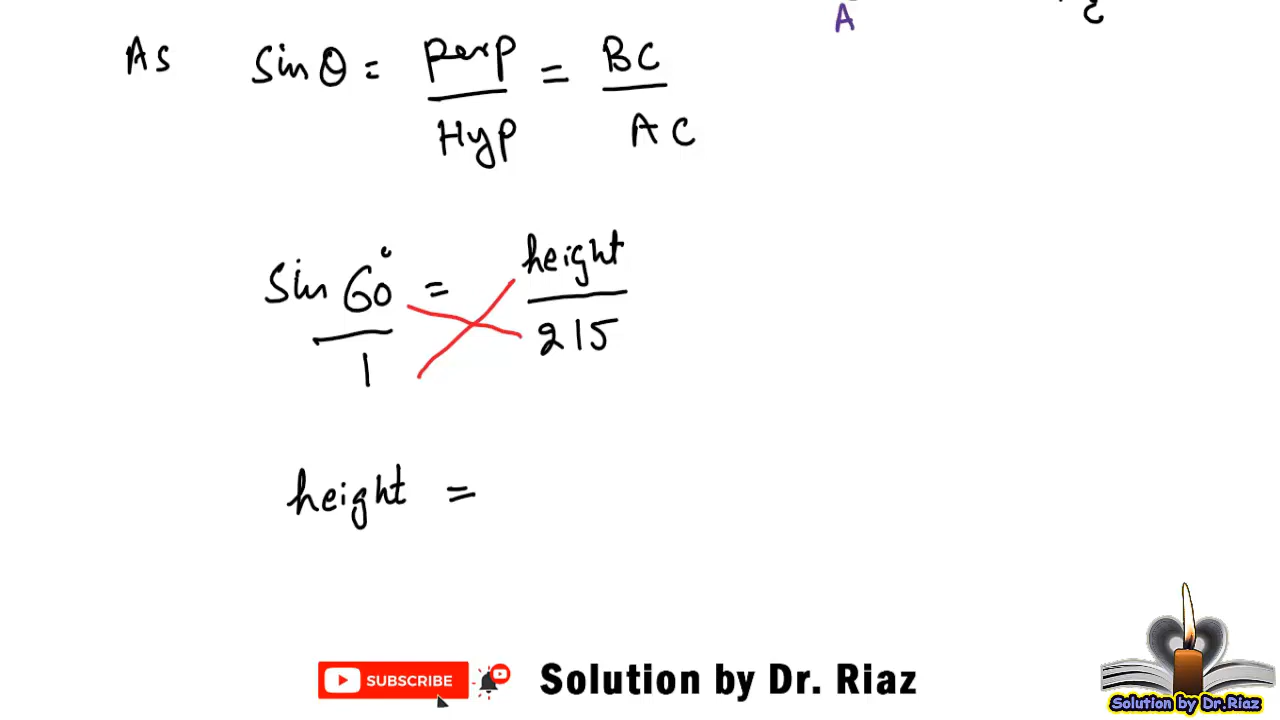 A
As sin θ = perp / Hyp = BC / AC
sin 60° / 1 = height / 215
height =
SUBSCRIBE
Solution by Dr. Riaz
Solution by Dr.Riaz